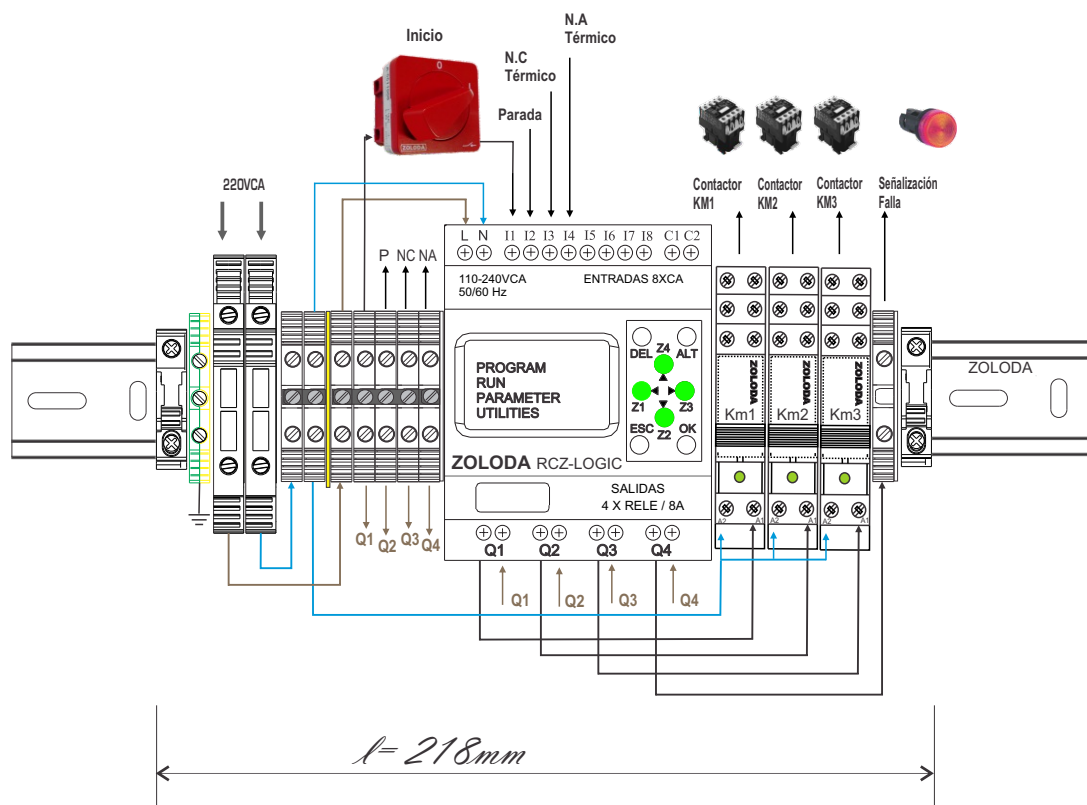 Inicio
ZOLODA
N.A
Térmico
N.C
Térmico
Parada
220VCA
Contactor
KM1
Contactor
KM2
Contactor
KM3
Señalización
Falla
L N I1 I2 I3 I4 I5 I6 I7 I8 C1 C2
P NC NA
110-240VCA
50/60 Hz
ENTRADAS 8XCA
PROGRAM
RUN
PARAMETER
UTILITIES
DEL Z4 ALT
Z1 Z3
ESC Z2 OK
ZOLODA RCZ-LOGIC
SALIDAS
4 X RELE / 8A
ZOLODA
ZOLODA
ZOLODA
Km1
Km2
Km3
ZOLODA
A2 A1
A2 A1
A2 A1
Q1 Q2 Q3 Q4
Q1 Q2 Q3 Q4
Q1 Q2 Q3 Q4
l= 218mm